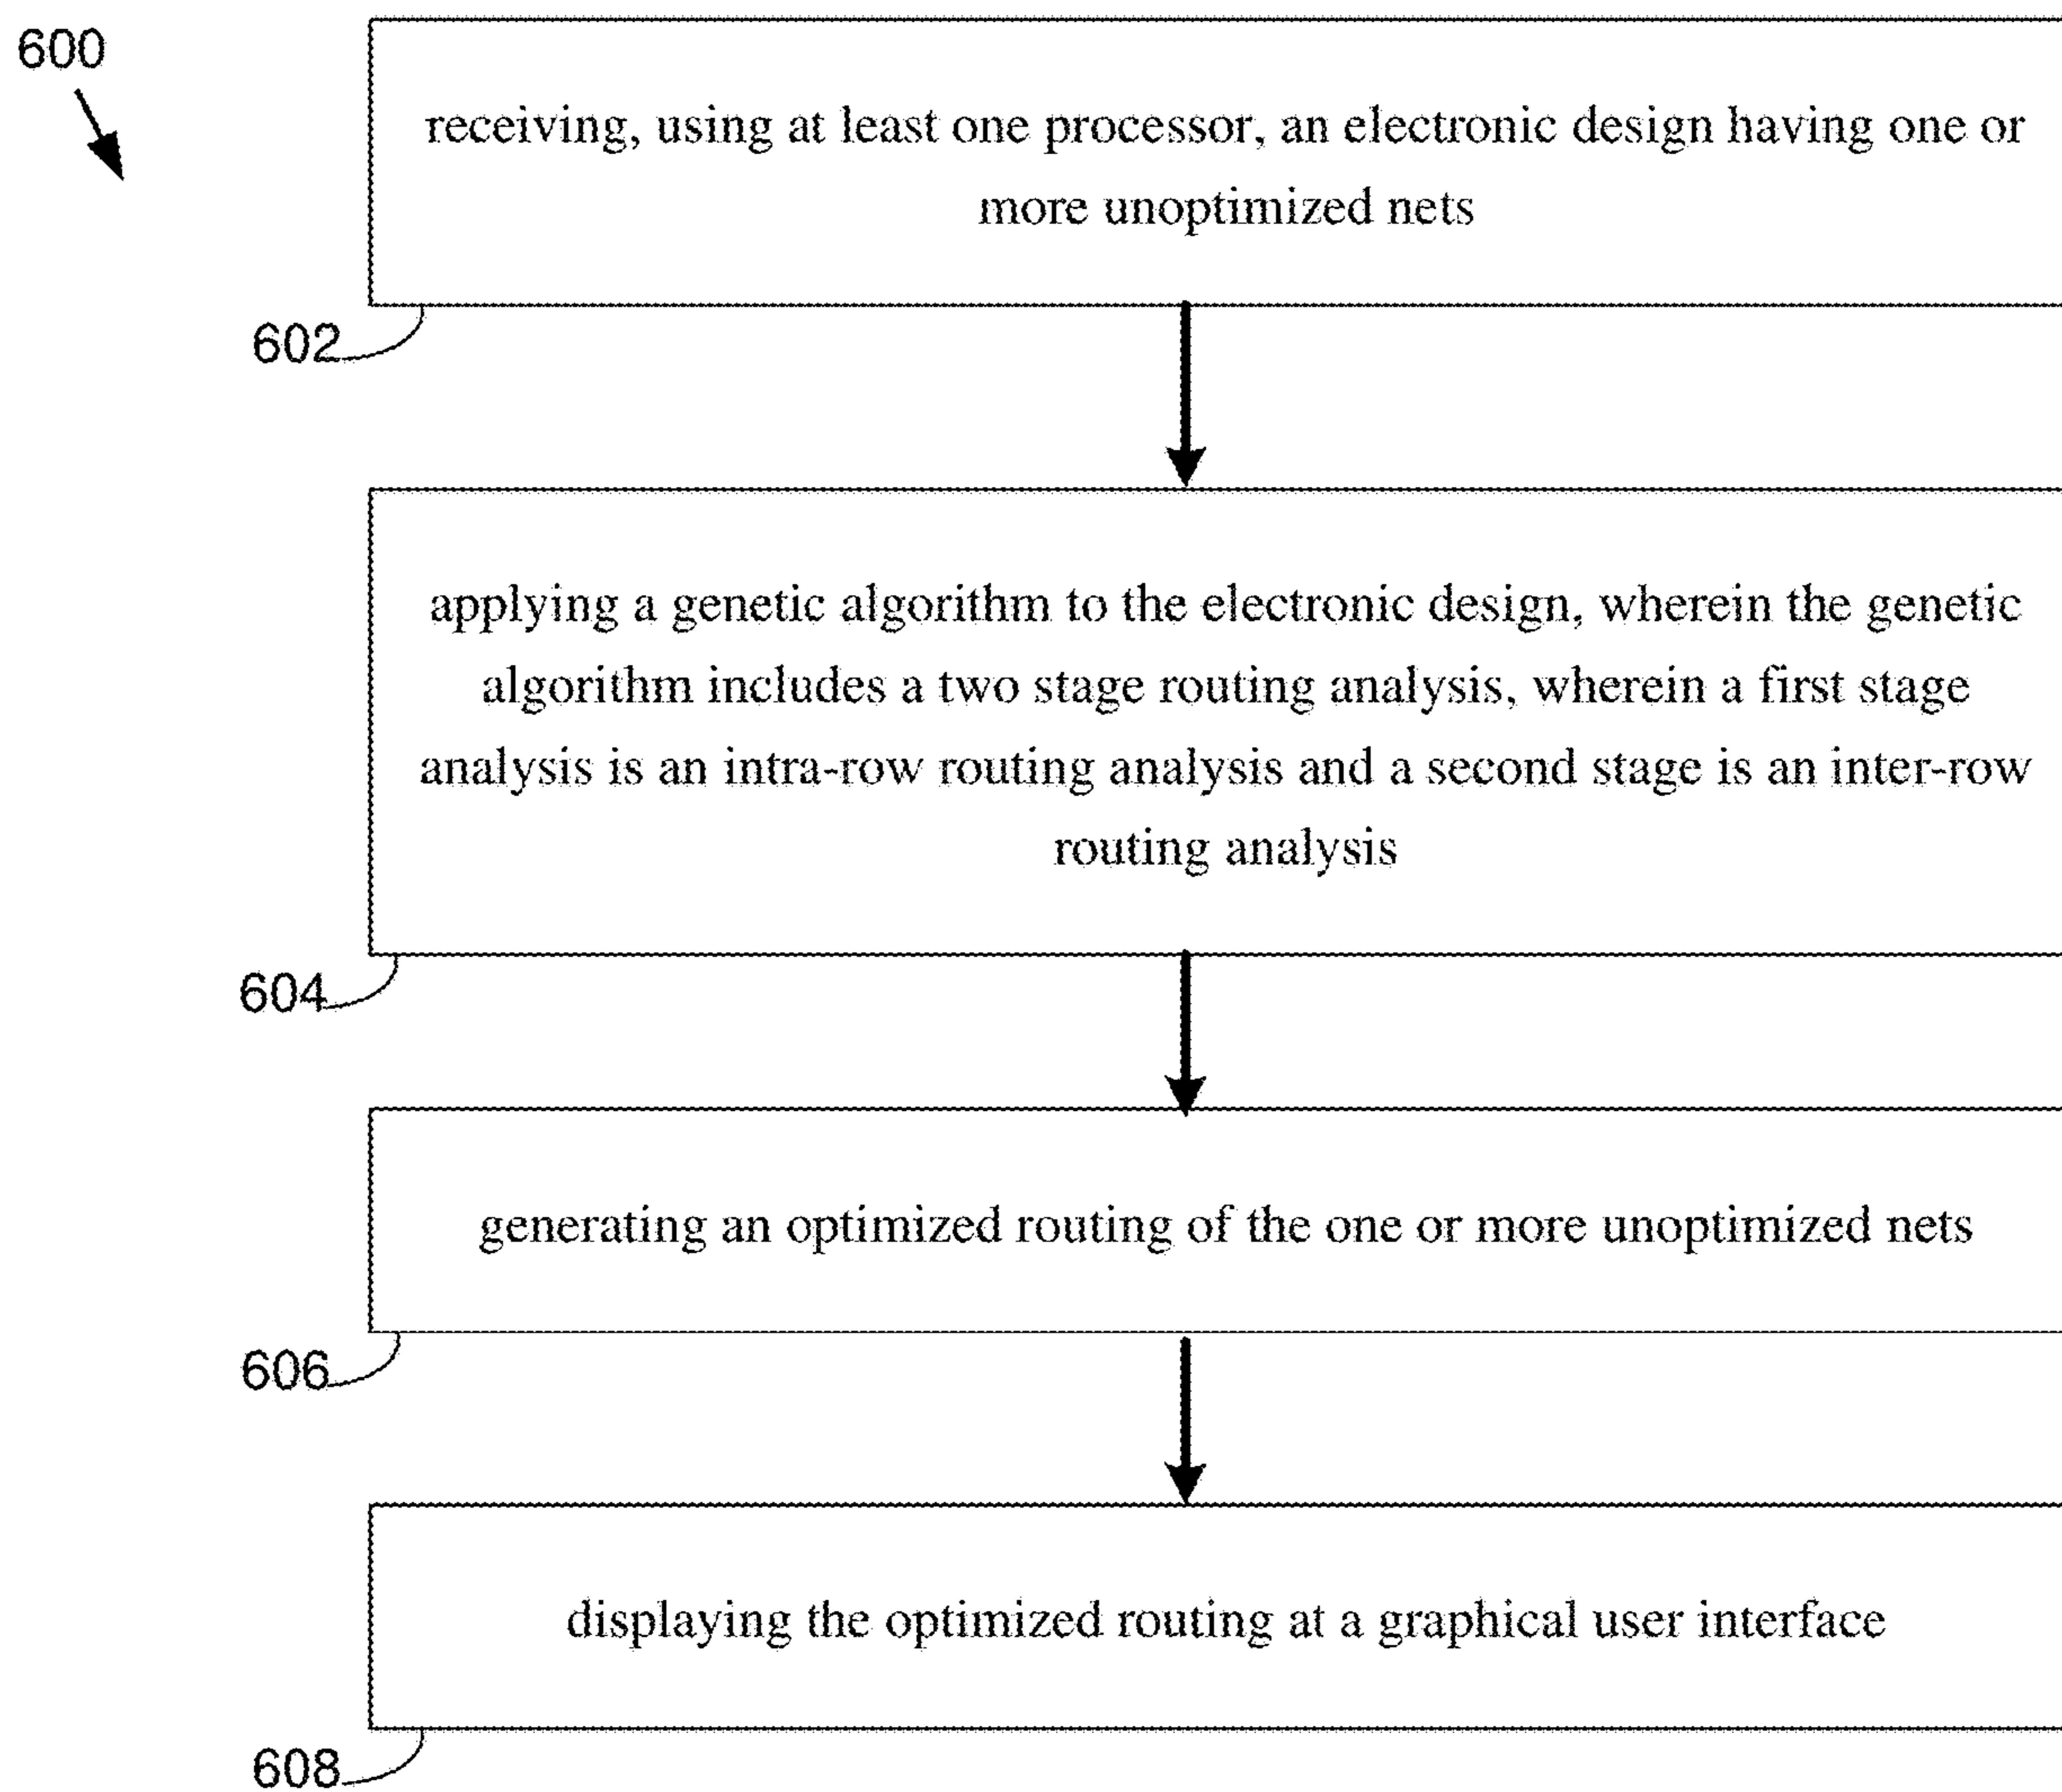 600
receiving, using at least one processor, an electronic design having one or
more unoptimized nets
602
applying a genetic algorithm to the electronic design, wherein the genetic
algorithm includes a two stage routing analysis, wherein a first stage
analysis is an intra-row routing analysis and a second stage is an inter-row
routing analysis
604
generating an optimized routing of the one or more unoptimized nets
606
displaying the optimized routing at a graphical user interface
608